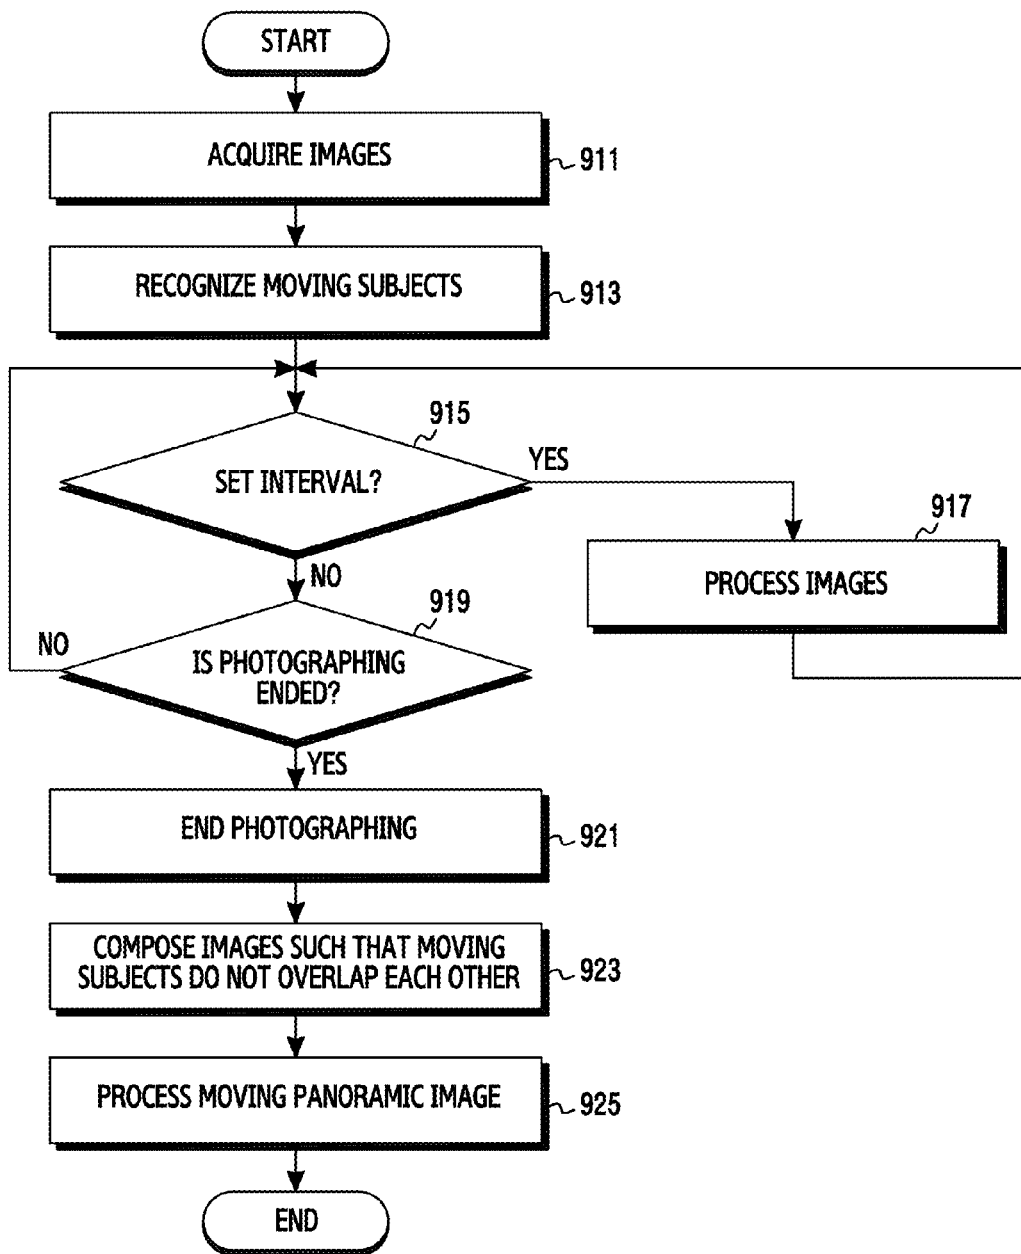 START
ACQUIRE IMAGES
911
RECOGNIZE MOVING SUBJECTS
913
915
SET INTERVAL?
YES
917
PROCESS IMAGES
NO
919
NO
IS PHOTOGRAPHING
ENDED?
YES
END PHOTOGRAPHING
921
COMPOSE IMAGES SUCH THAT MOVING
SUBJECTS DO NOT OVERLAP EACH OTHER
923
PROCESS MOVING PANORAMIC IMAGE
925
END